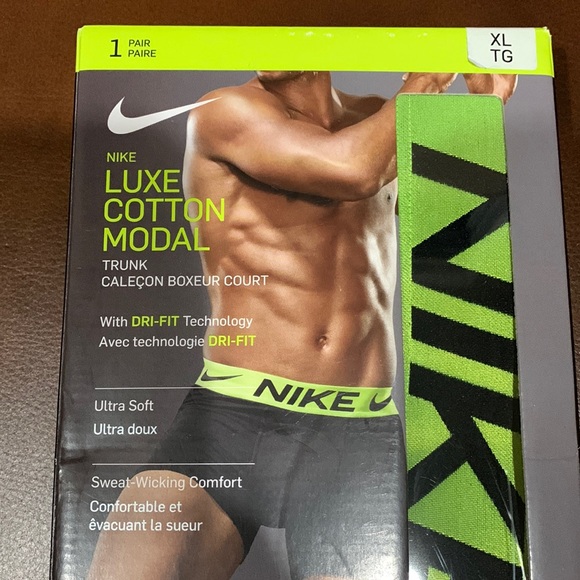 1 PAIR
PAIRE
XL
TG
NIKE
LUXE
COTTON
MODAL
TRUNK
CALEÇON BOXEUR COURT
With DRI-FIT Technology
Avec technologie DRI-FIT
Ultra Soft
Ultra doux
Sweat-Wicking Comfort
Confortable et
évacuant la sueur
NIKE
NIKE